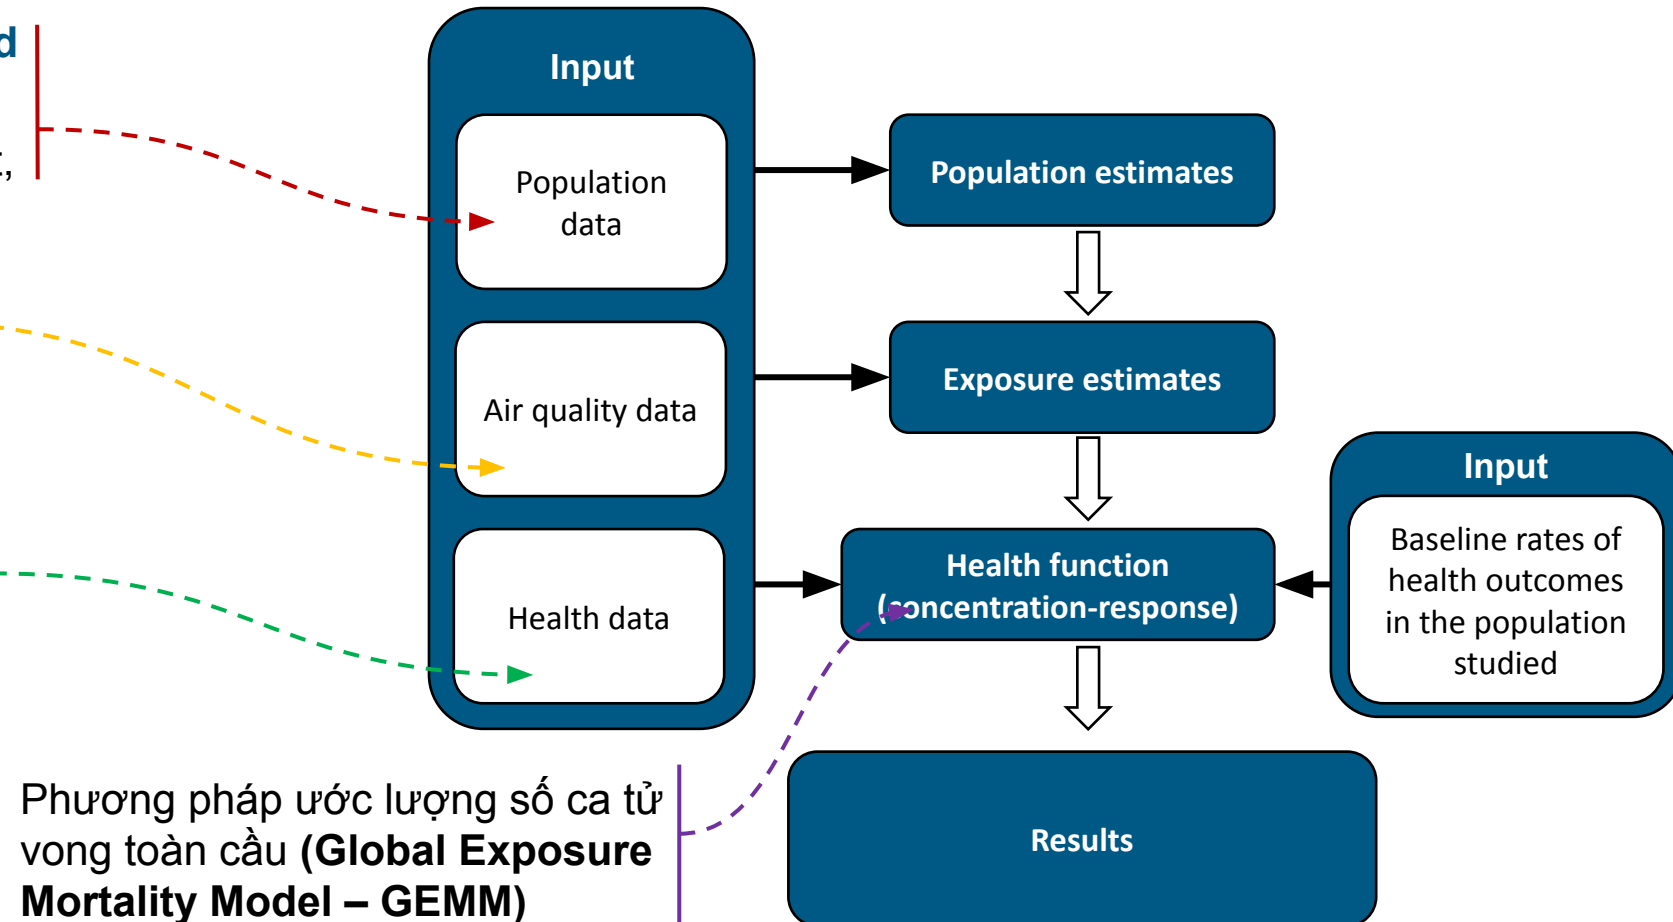 d
t,
Input
Population
data
Air quality data
Health data
Population estimates
Exposure estimates
Health function
(concentration-response)
Input
Baseline rates of
health outcomes
in the population
studied
Results
Phương pháp ước lượng số ca tử
vong toàn cầu (Global Exposure
Mortality Model – GEMM)